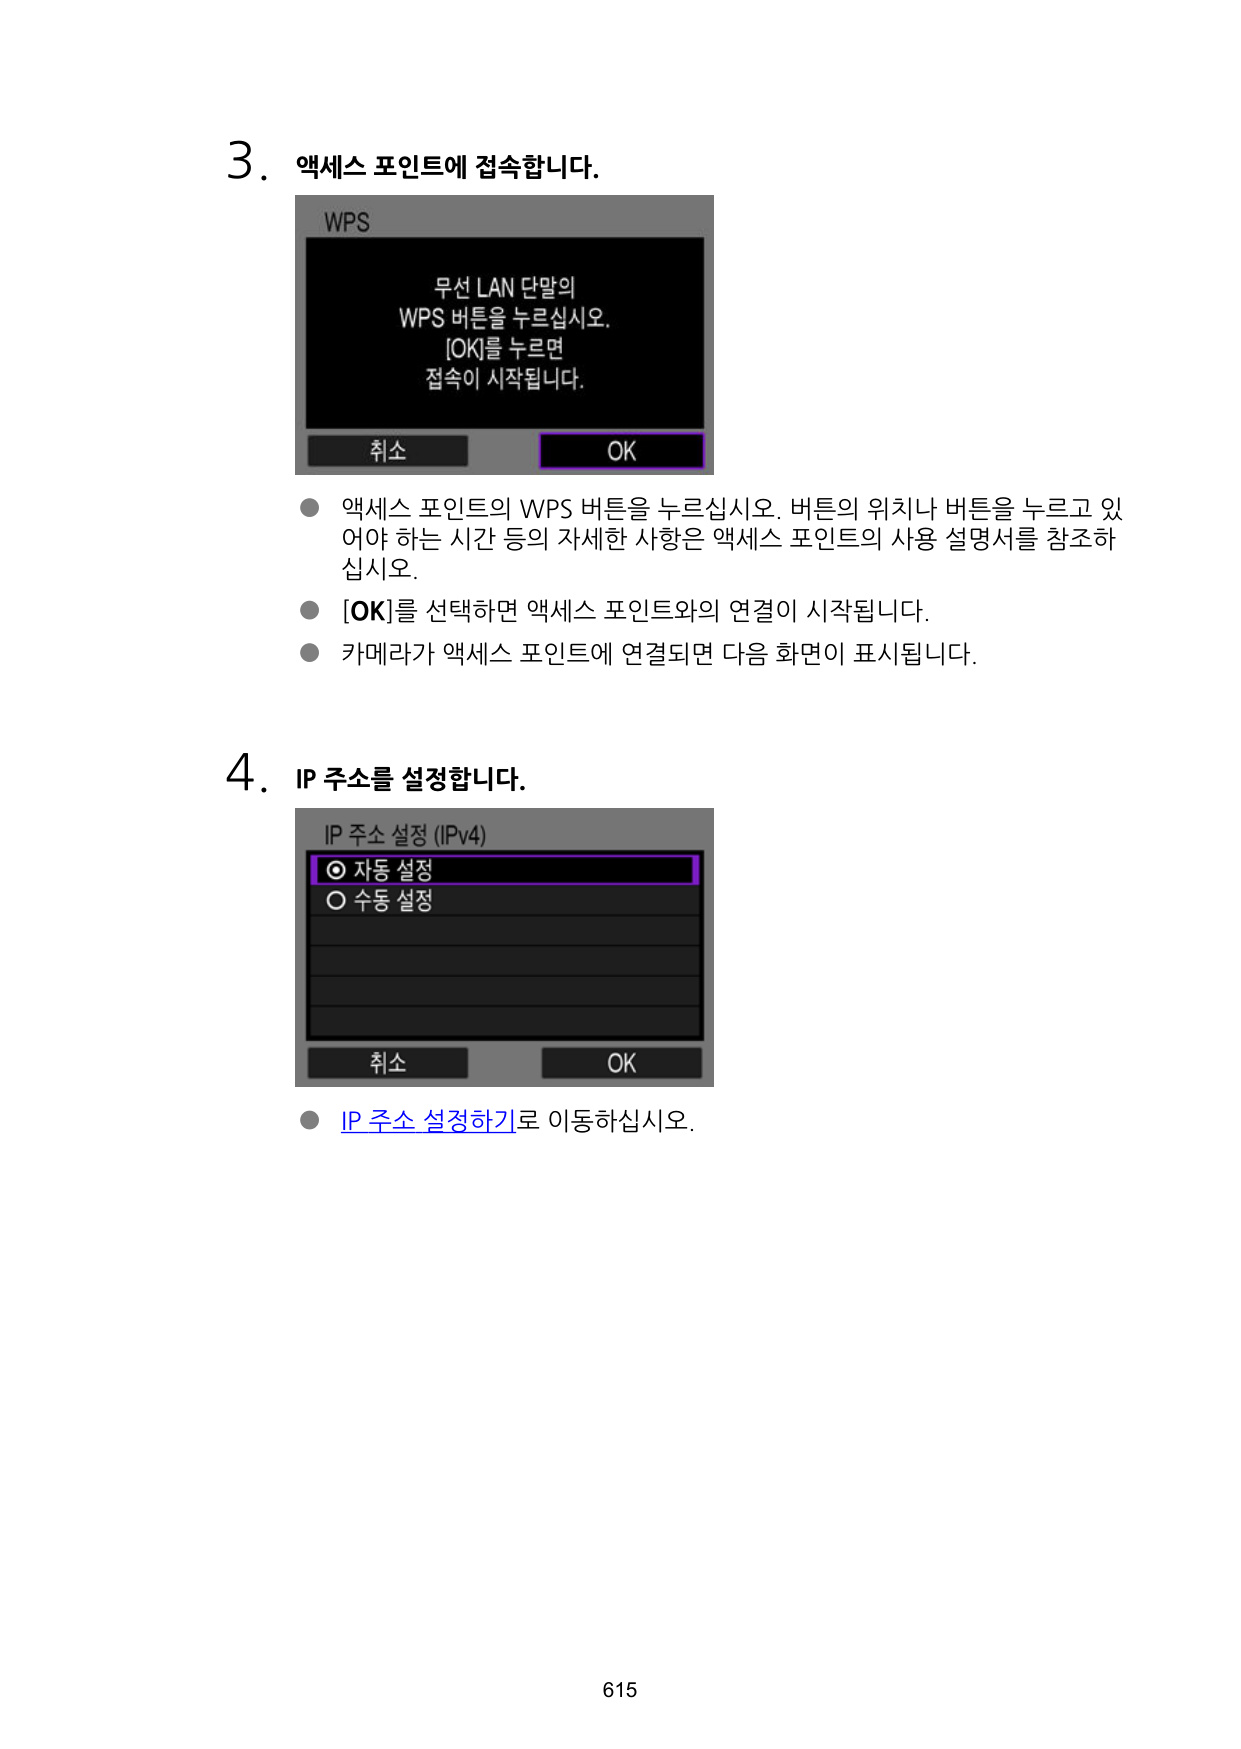 3. 액세스 포인트에 접속합니다.
WPS
무선 LAN 단말의
WPS 버튼을 누르십시오.
[OK]를 누르면
접속이 시작됩니다.
취소 OK
● 액세스 포인트의 WPS 버튼을 누르십시오. 버튼의 위치나 버튼을 누르고 있
어야 하는 시간 등의 자세한 사항은 액세스 포인트의 사용 설명서를 참조하
십시오.
● [OK]를 선택하면 액세스 포인트와의 연결이 시작됩니다.
● 카메라가 액세스 포인트에 연결되면 다음 화면이 표시됩니다.
4. IP 주소를 설정합니다.
IP 주소 설정 (IPv4)
자동 설정
수동 설정
취소 OK
● IP 주소 설정하기로 이동하십시오.
615